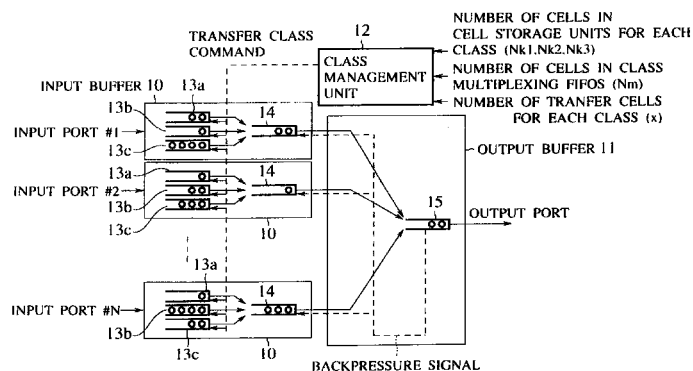 NUMBER OF CELLS IN
CELL STORAGE UNITS FOR EACH
CLASS (Nk1.Nk2.Nk3)
TRANSFER CLASS
COMMAND
12
CLASS
MANAGEMENT
UNIT
NUMBER OF CELLS IN CLASS
MULTIPLEXING FIFOS (Nm)
NUMBER OF TRANFER CELLS
FOR EACH CLASS (x)
INPUT BUFFER 10
13a
13b
14
INPUT PORT #1
13c
OUTPUT BUFFER 11
13a
14
INPUT PORT #2
13b
13c
10
15
OUTPUT PORT
13a
14
INPUT PORT #N
13b
13c
10
BACKPRESSURE SIGNAL